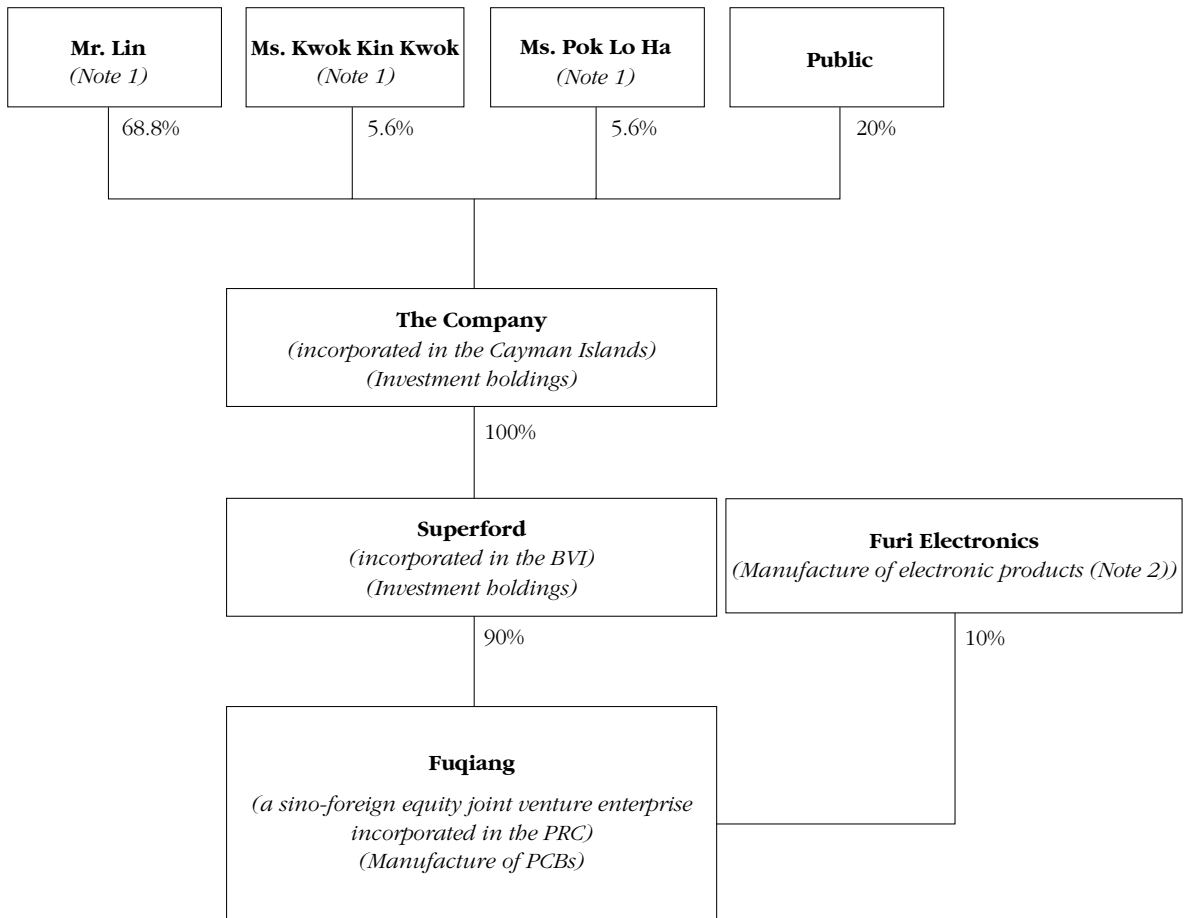 Mr. Lin
(Note 1)
Ms. Kwok Kin Kwok
(Note 1)
Ms. Pok Lo Ha
(Note 1)
Public
68.8%
5.6%
5.6%
20%
The Company
(incorporated in the Cayman Islands)
(Investment holdings)
100%
Superford
(incorporated in the BVI)
(Investment holdings)
Furi Electronics
(Manufacture of electronic products (Note 2))
90%
10%
Fuqiang
(a sino-foreign equity joint venture enterprise
incorporated in the PRC)
(Manufacture of PCBs)